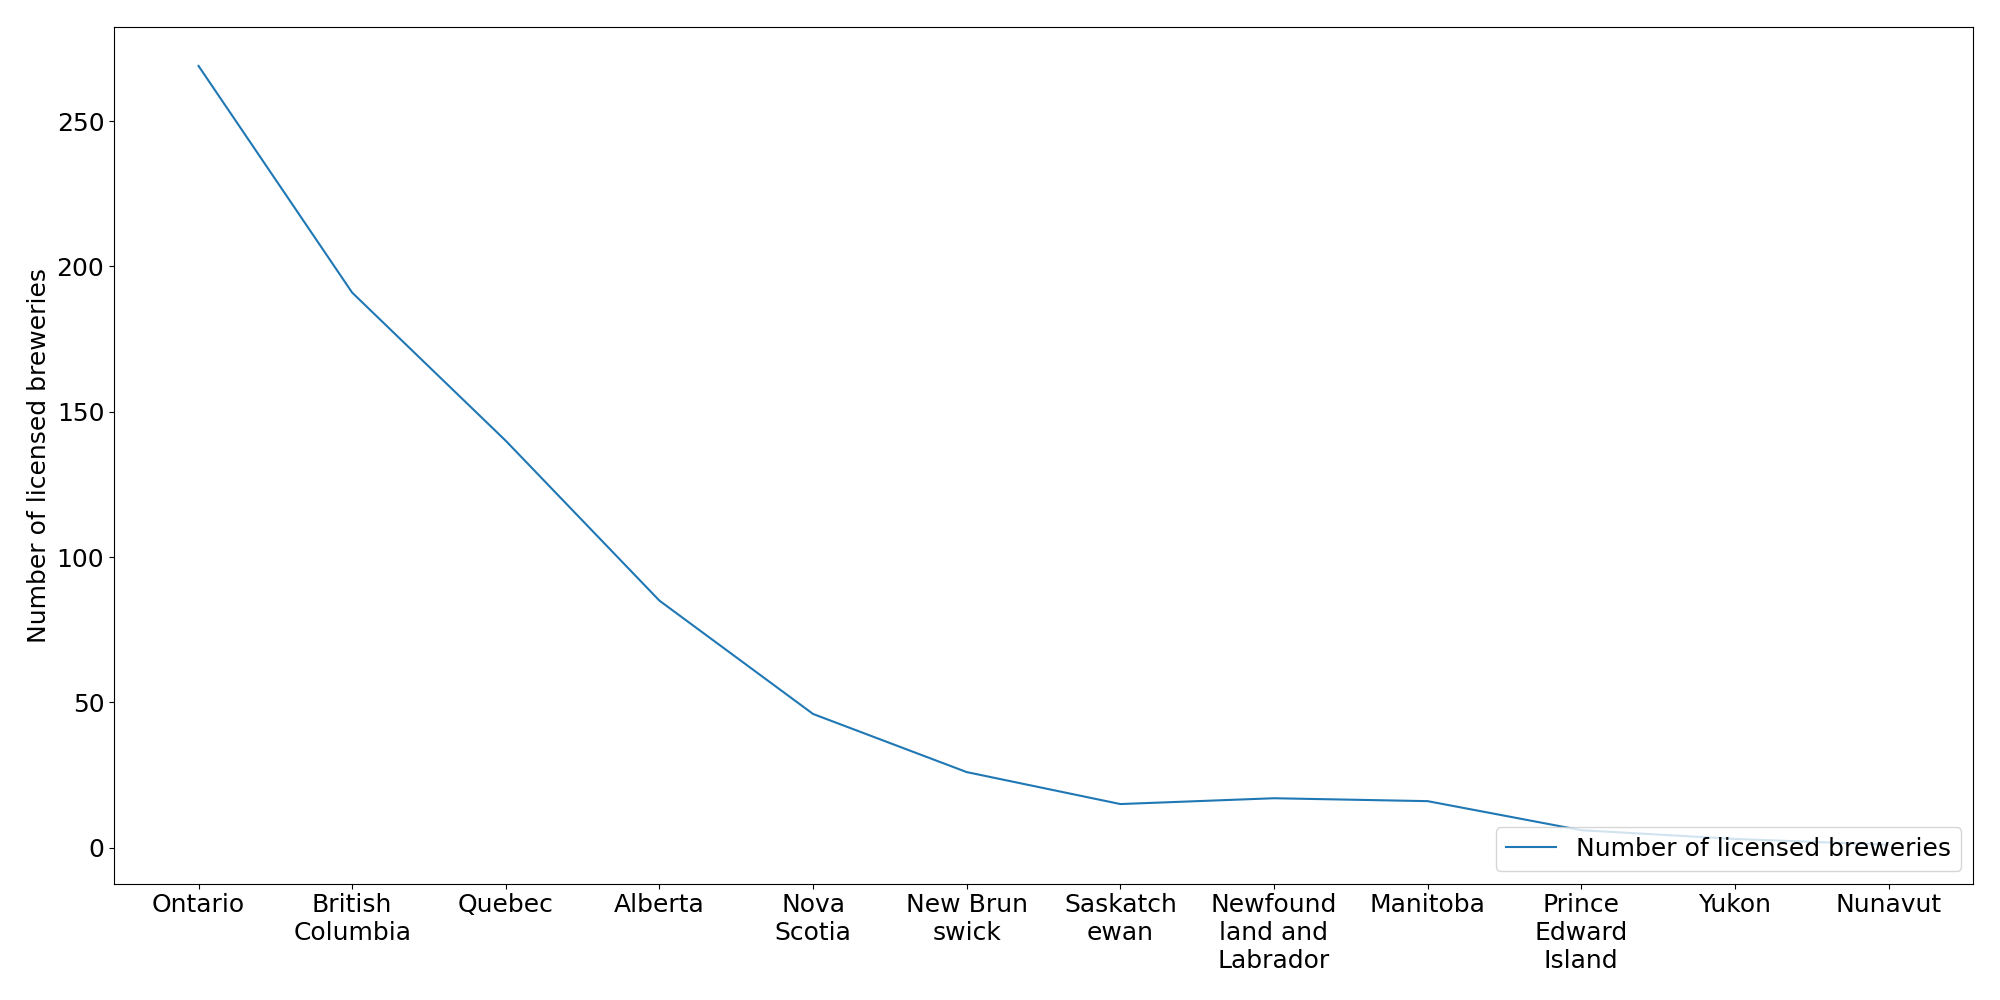 Number of licensed breweries
250
200
150
100
50
0
Number of licensed breweries
Ontario
British
Columbia
Quebec
Alberta
Nova
Scotia
New Brun
swick
Saskatch
ewan
Newfound
land and
Labrador
Manitoba
Prince
Edward
Island
Yukon
Nunavut